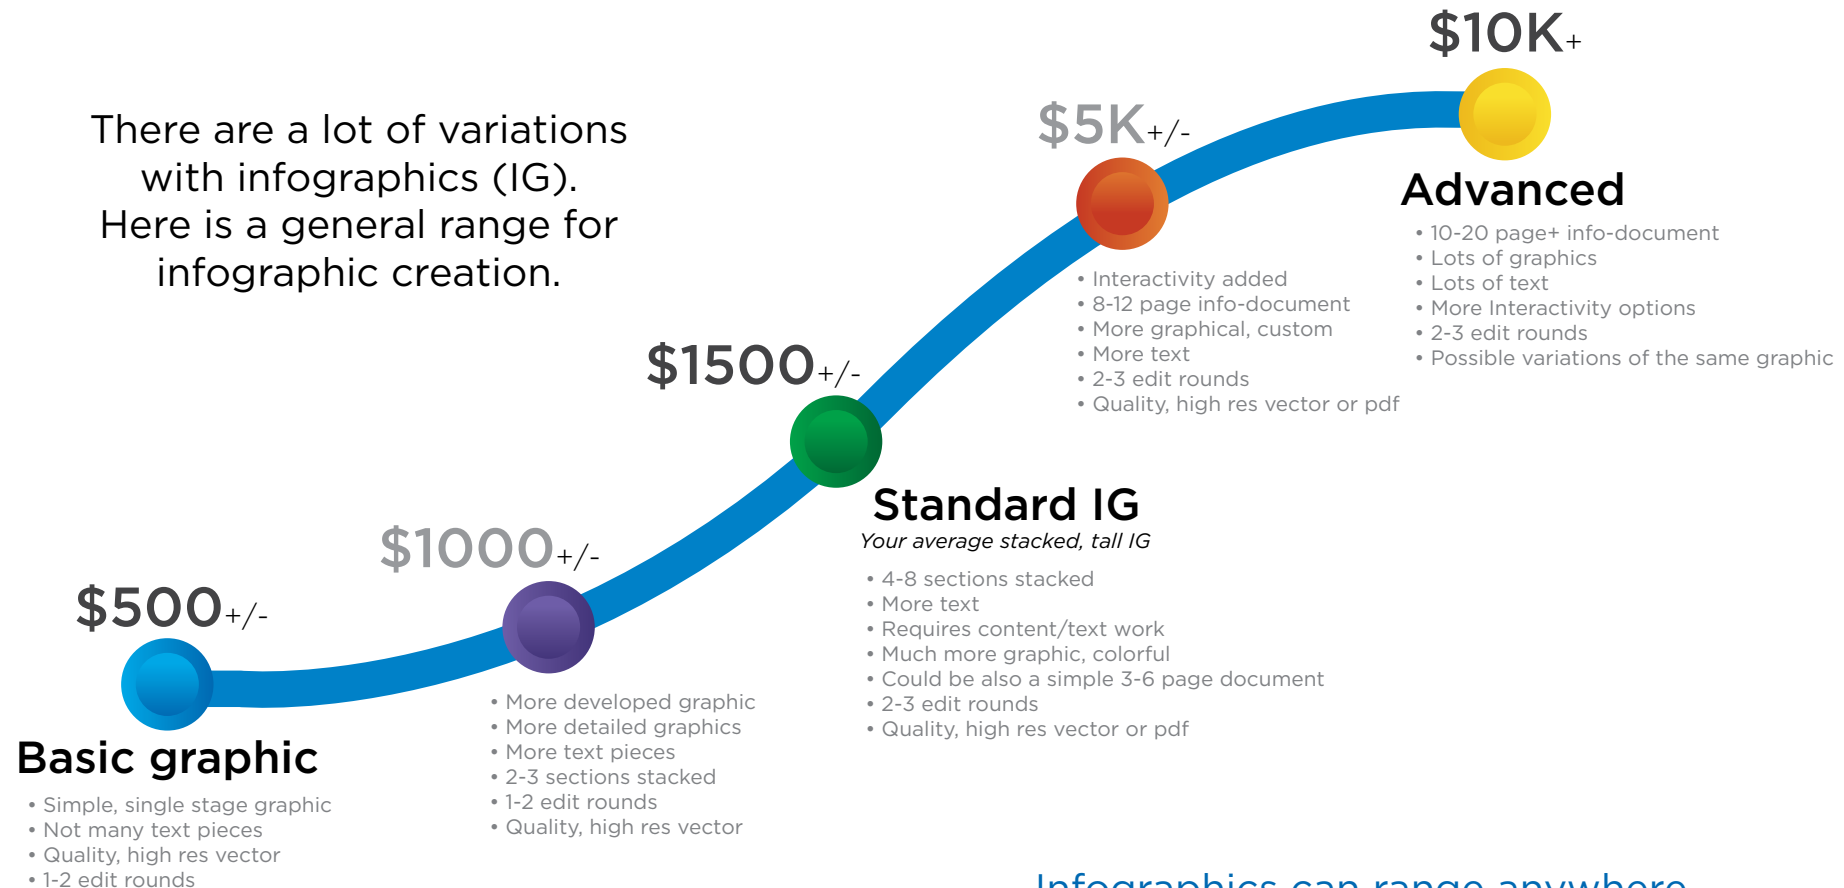 There are a lot of variations
with infographics (IG).
Here is a general range for
infographic creation.
$500+/-
Basic graphic
• Simple, single stage graphic
• Not many text pieces
• Quality, high res vector
• 1-2 edit rounds
$1000+/-
• More developed graphic
• More detailed graphics
• More text pieces
• 2-3 sections stacked
• 1-2 edit rounds
• Quality, high res vector
$1500+/-
Standard IG
Your average stacked, tall IG
• 4-8 sections stacked
• More text
• Requires content/text work
• Much more graphic, colorful
• Could be also a simple 3-6 page document
• 2-3 edit rounds
• Quality, high res vector or pdf
$5K+/-
• Interactivity added
• 8-12 page info-document
• More graphical, custom
• More text
• 2-3 edit rounds
• Quality, high res vector or pdf
$10K+
Advanced
• 10-20 page+ info-document
• Lots of graphics
• Lots of text
• More Interactivity options
• 2-3 edit rounds
• Possible variations of the same graphic
Infographics can range anywhere